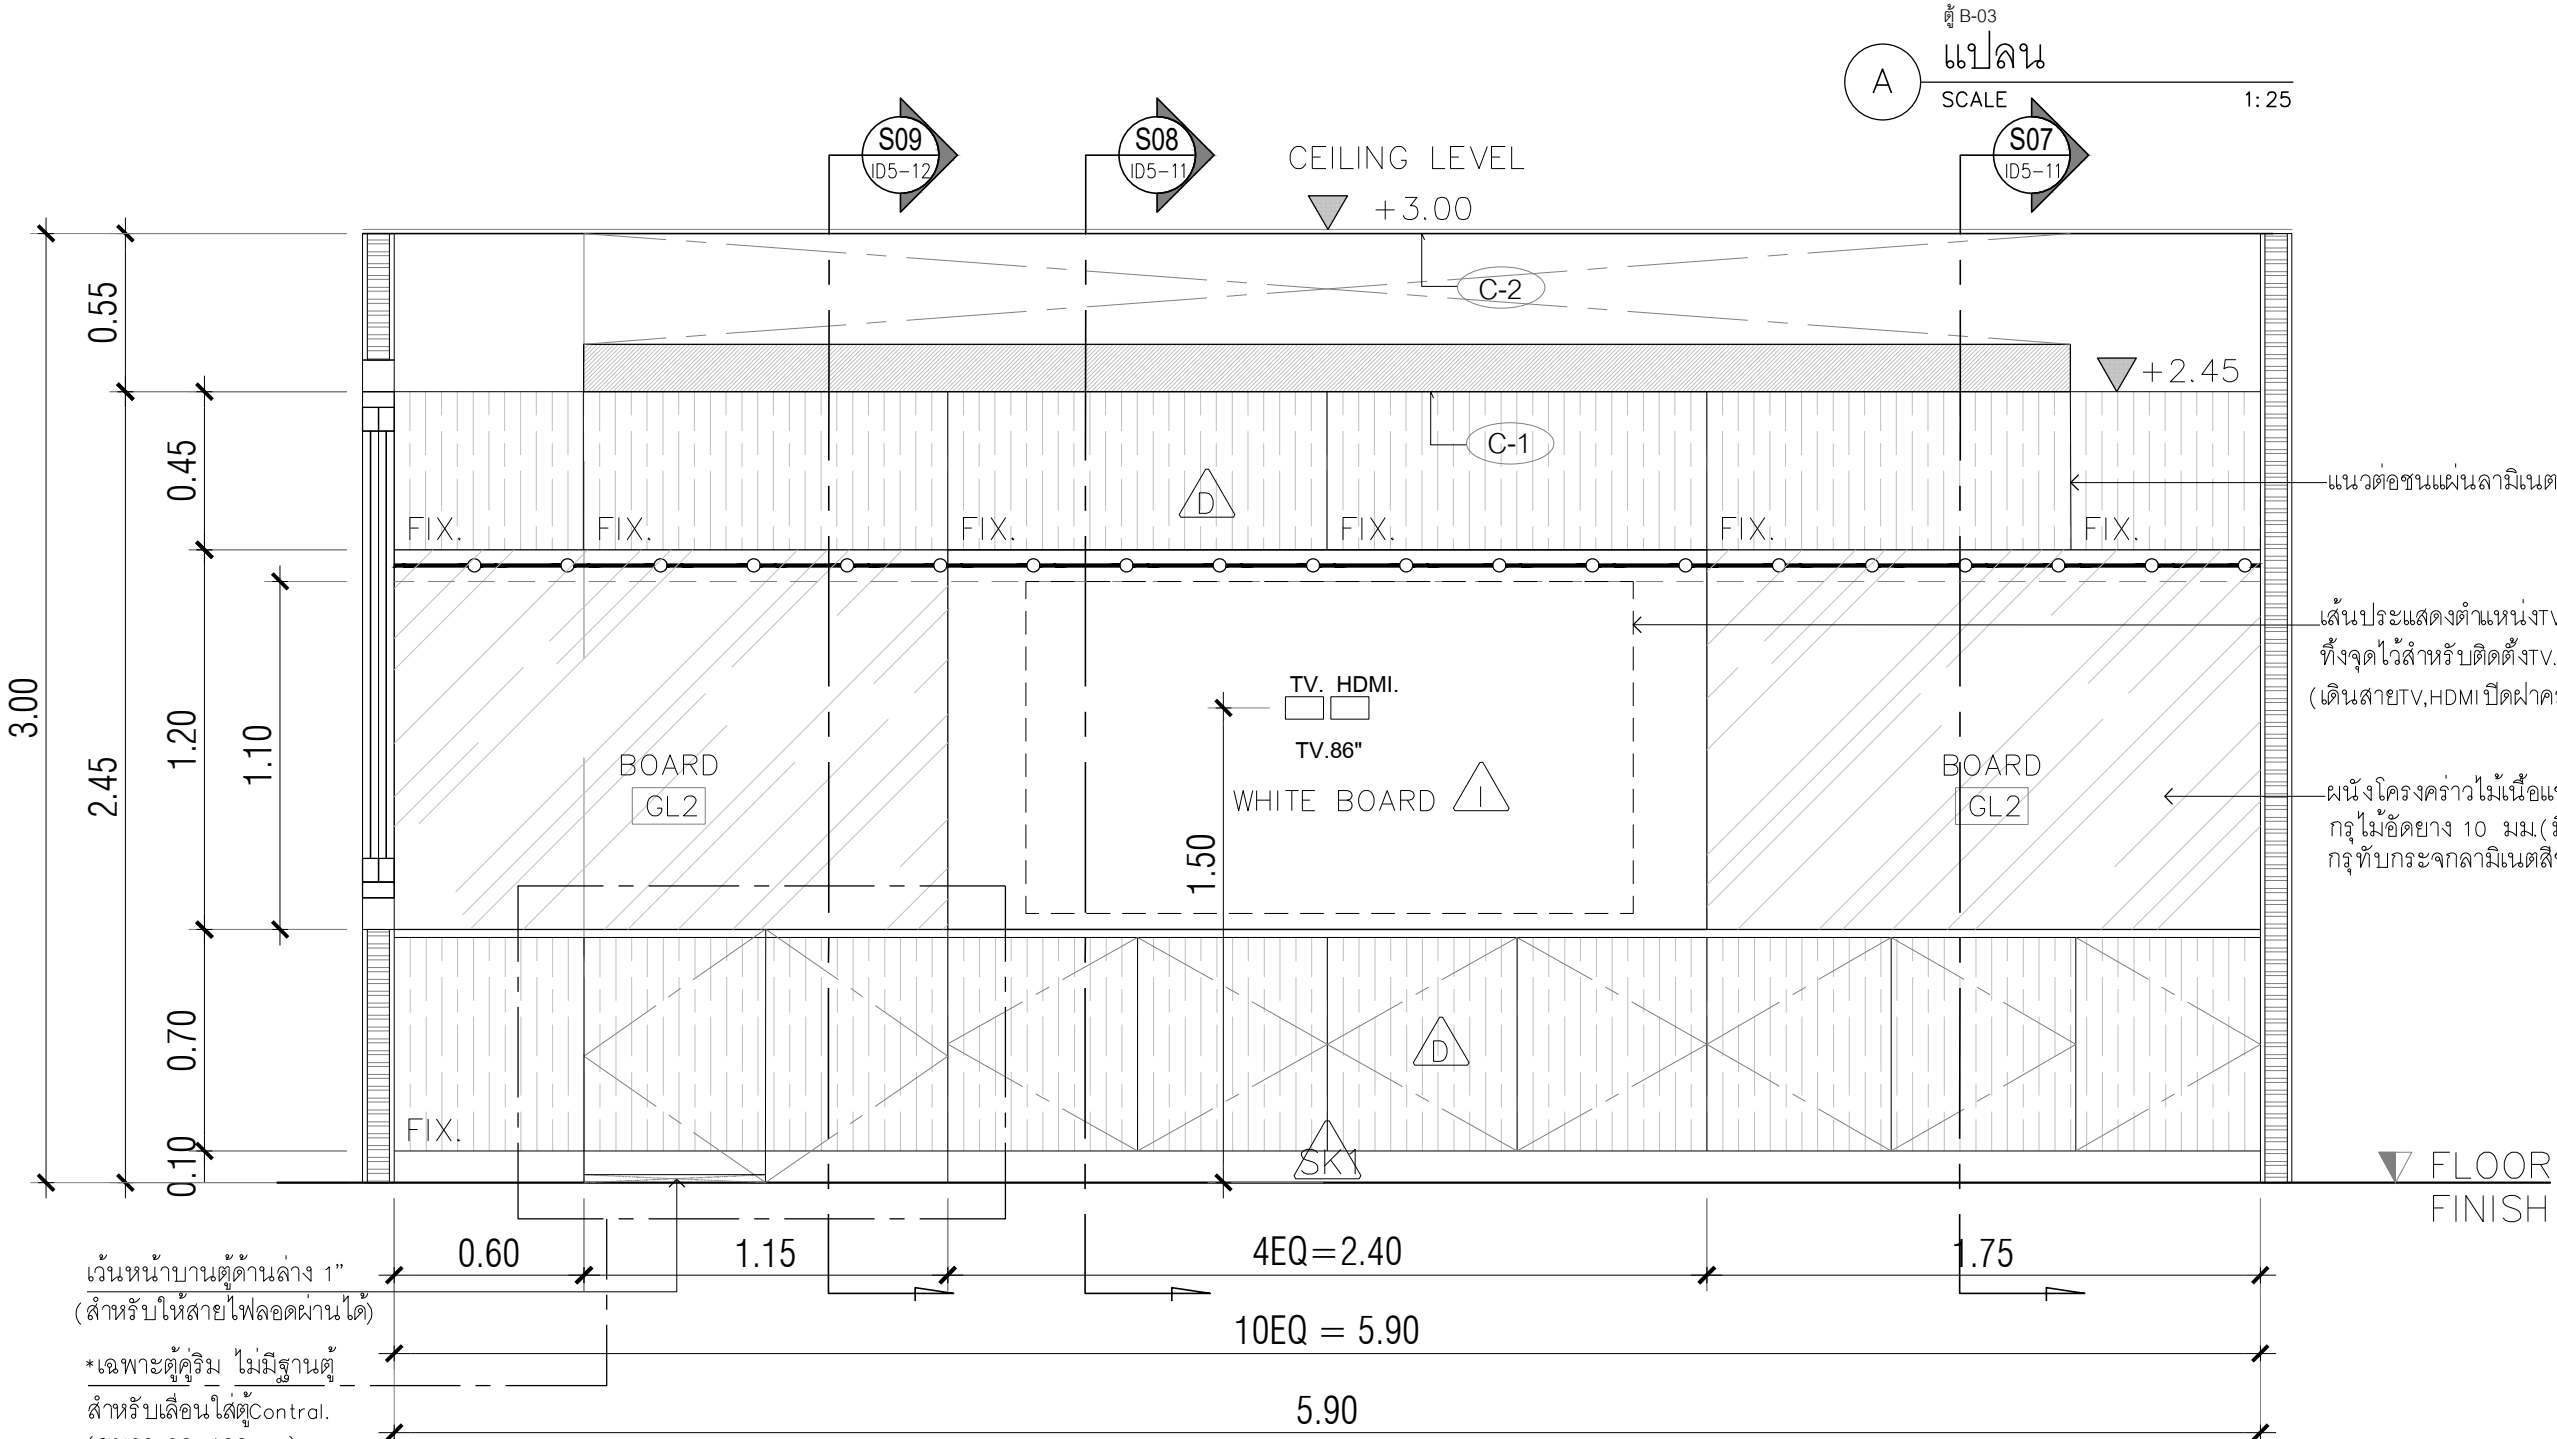 ตู้ B-03
แปลน
A
SCALE 1:25
S09
ID5-12
S08
ID5-11
S07
ID5-11
CEILING LEVEL
+3.00
C-2
0.55
+2.45
C-1
0.45
D
แนวต่อชนแผ่นลามิเนต
FIX. FIX. FIX. FIX. FIX. FIX.
เส้นประแสดงตำแหน่งTV
ทิ้งจุดไว้สำหรับติดตั้งTV.
(เดินสายTV,HDMI
TV. HDMI.
TV.86"
3.00
2.45
1.20
1.10
BOARD
GL2
WHITE BOARD
I
BOARD
GL2
ผนังโครงคร่าวไม้
กรุไม้อัดยาง 10 มม.
กรุทับกระจกลามิเนต
1.50
0.70
D
FIX.
0.10
SK1
FLOOR
FINISH
0.60 1.15 4EQ=2.40 1.75
เว้นหน้าบานตู้ด้านล่าง 1"
(สำหรับให้สายไฟลอดผ่านได้)
10EQ = 5.90
*เฉพาะตู้คู่ริม ไม่มีฐานตู้
สำหรับเลื่อนใส่ตู้Contral.
5.90